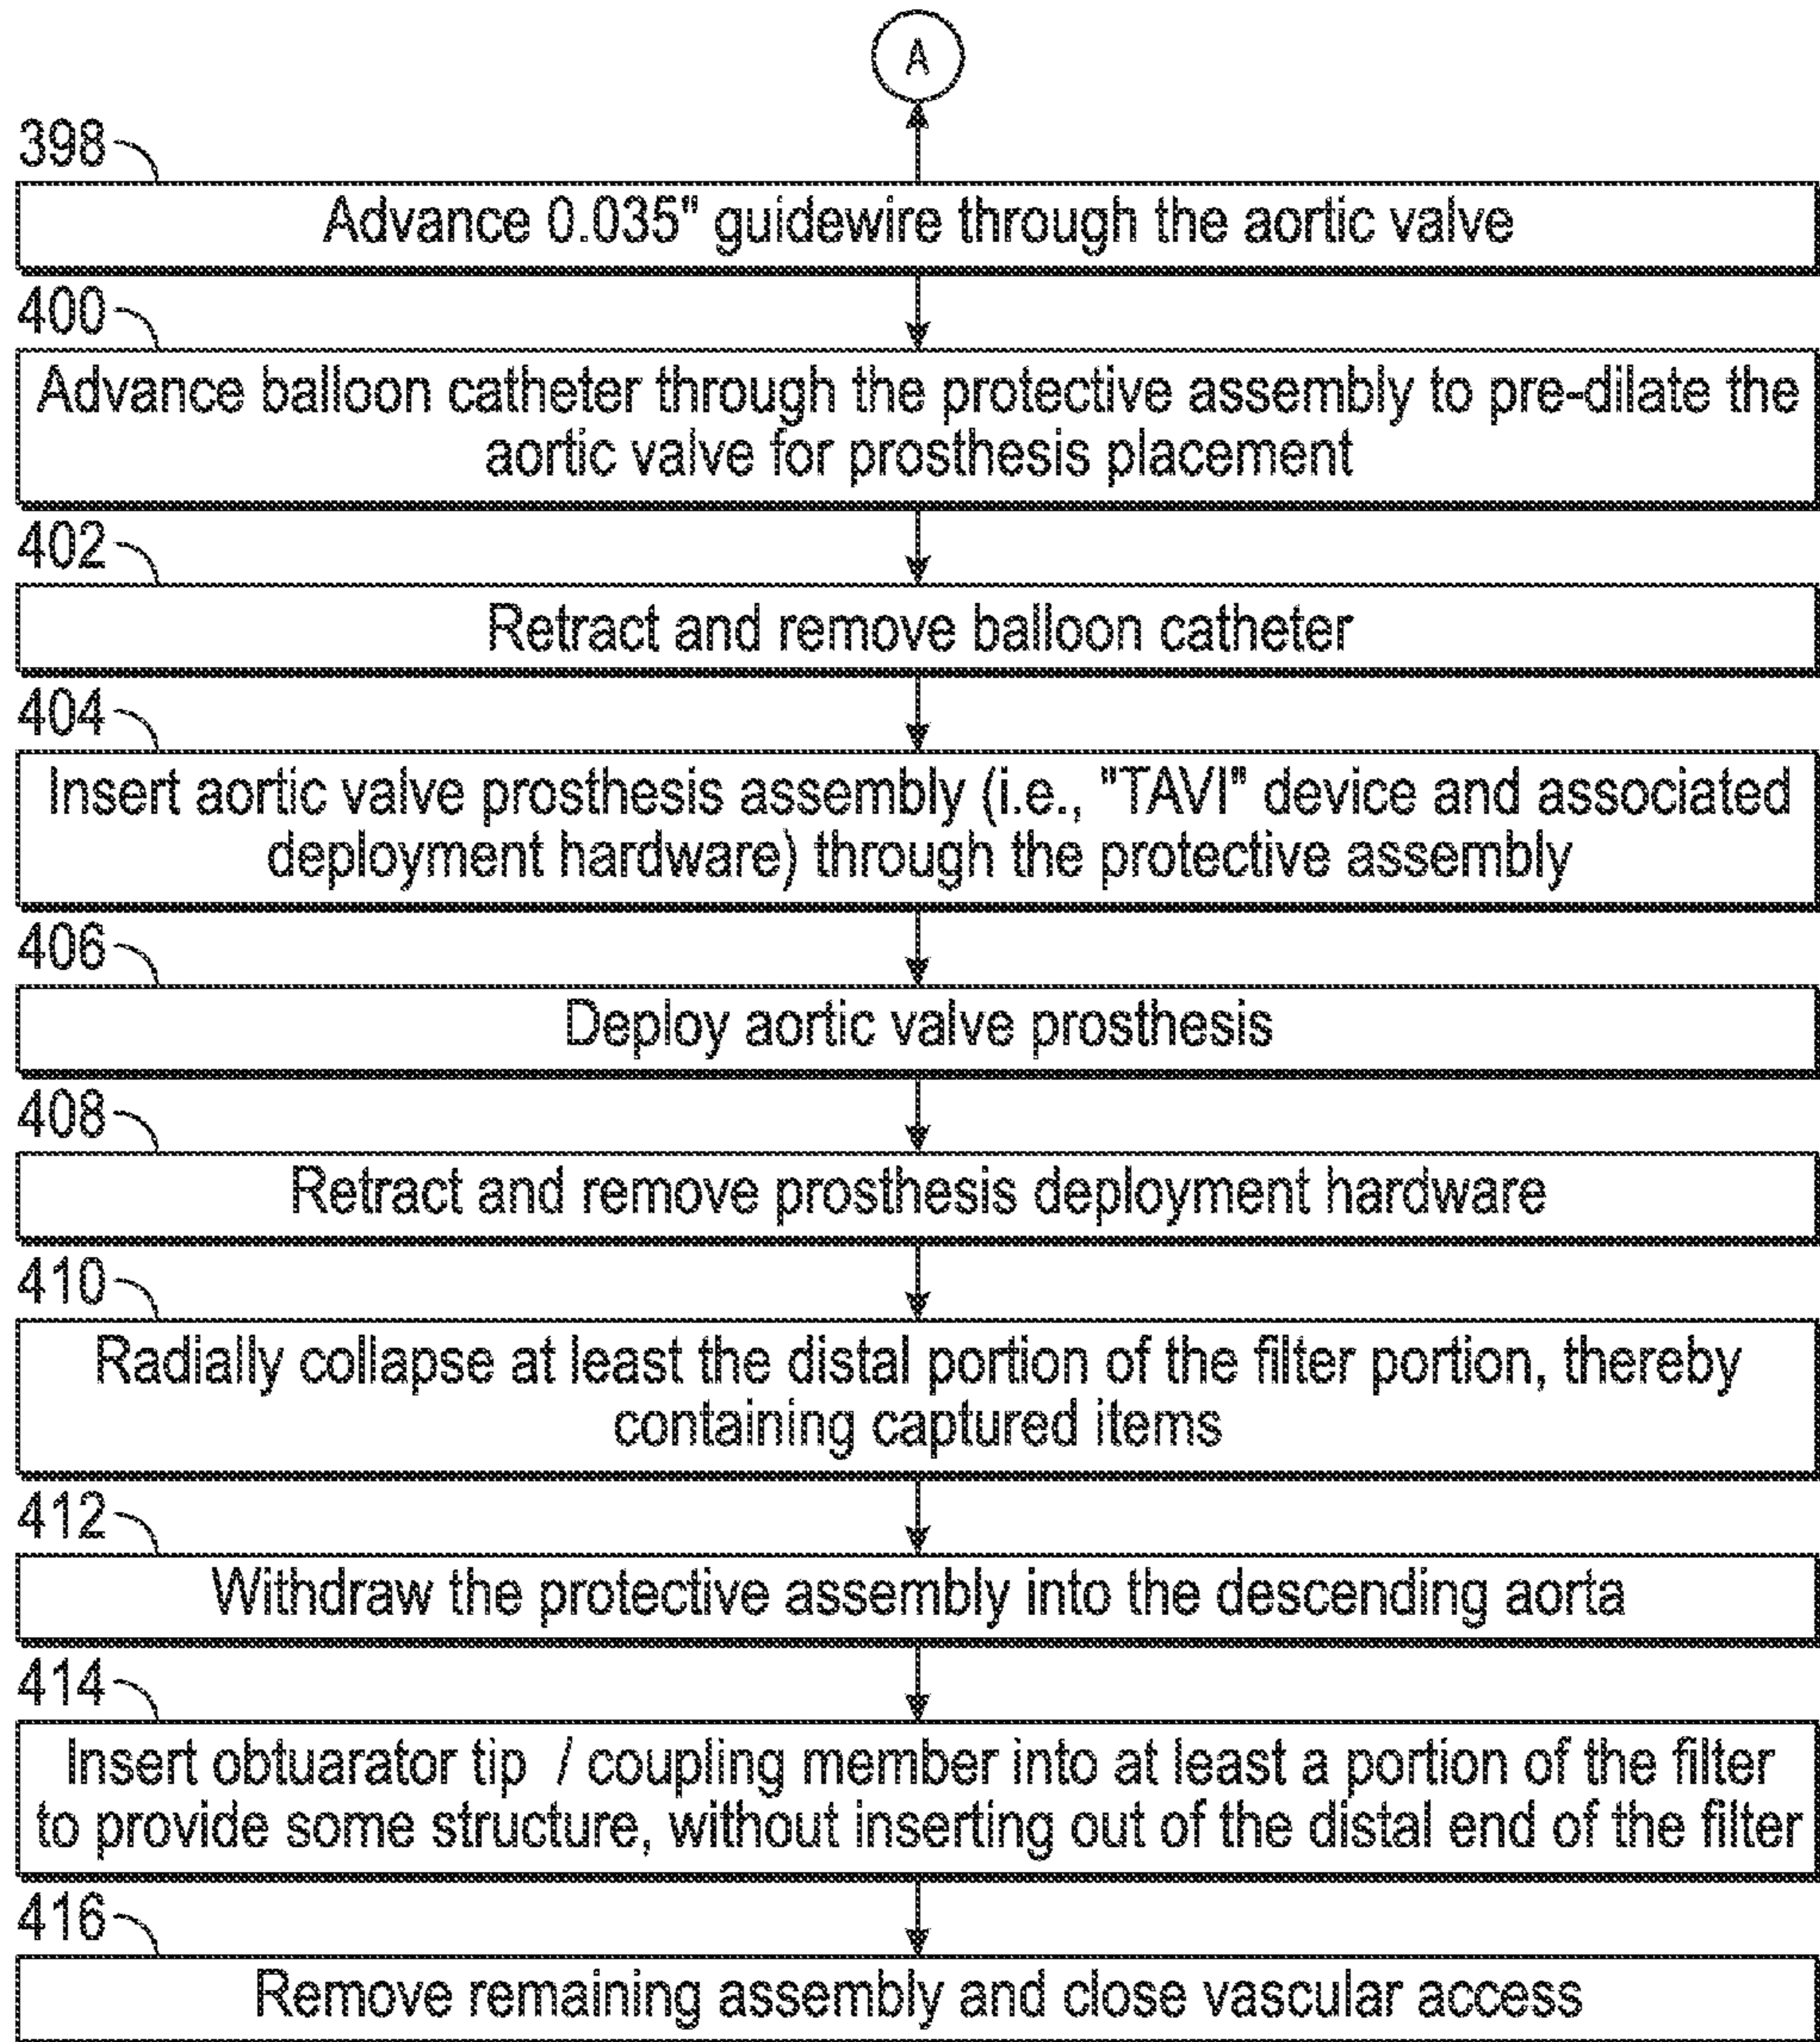 A
398
Advance 0.035" guidewire through the aortic valve
400
Advance balloon catheter through the protective assembly to pre-dilate the
aortic valve for prosthesis placement
402
Retract and remove balloon catheter
404
Insert aortic valve prosthesis assembly (i.e., "TAVI" device and associated
deployment hardware) through the protective assembly
406
Deploy aortic valve prosthesis
408
Retract and remove prosthesis deployment hardware
410
Radially collapse at least the distal portion of the filter portion, thereby
containing captured items
412
Withdraw the protective assembly into the descending aorta
414
Insert obtuarator tip / coupling member into at least a portion of the filter
to provide some structure, without inserting out of the distal end of the filter
416
Remove remaining assembly and close vascular access